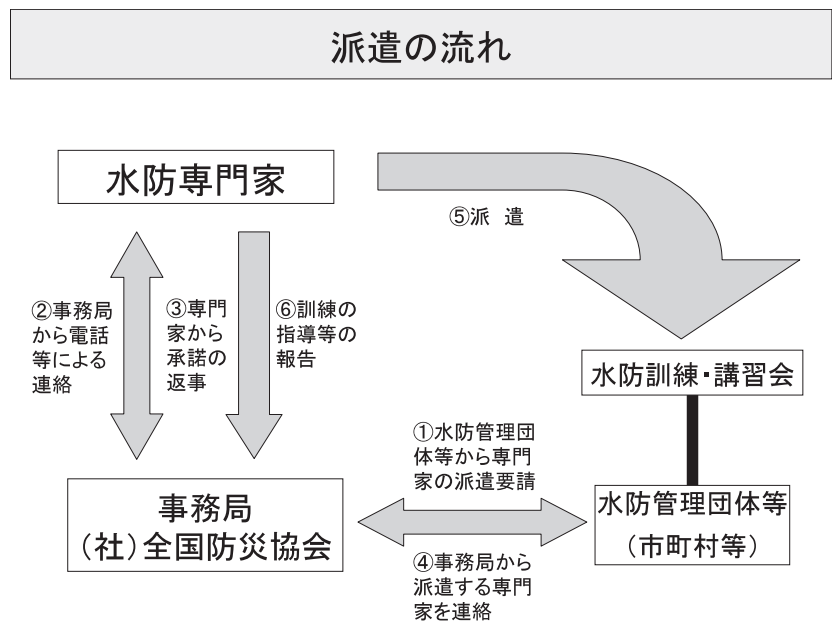 派遣の流れ
水防専門家
⑤派 遣
②事務局
から電話
等による
連絡
③専門
家から
承諾の
返事
⑥訓練の
指導等の
報告
水防訓練・講習会
①水防管理団
体等から専門
家の派遣要請
事務局
(社)全国防災協会
水防管理団体等
(市町村等)
④事務局から
派遣する専門
家を連絡